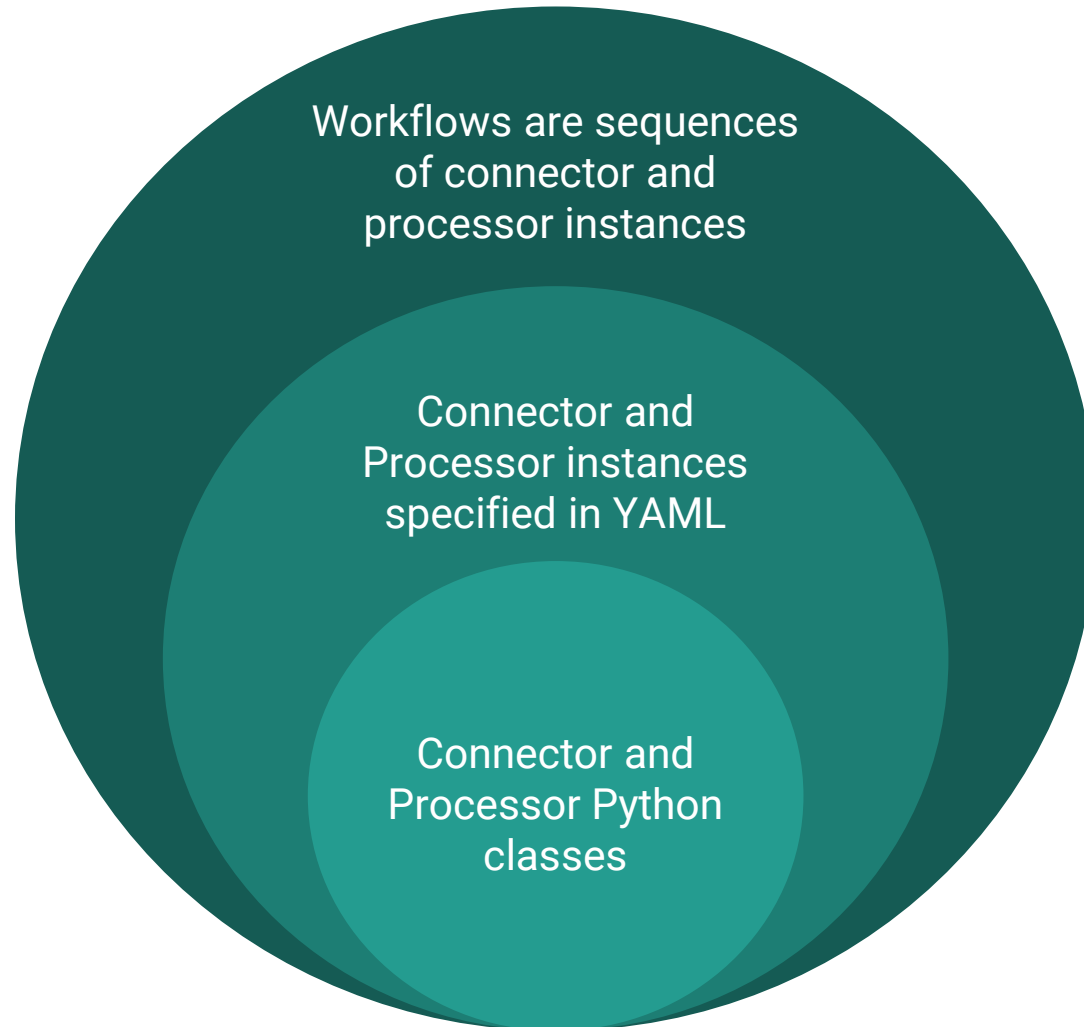 Workflows are sequences
of connector and
processor instances
Connector and
Processor instances
specified in YAML
Connector and
Processor Python
classes